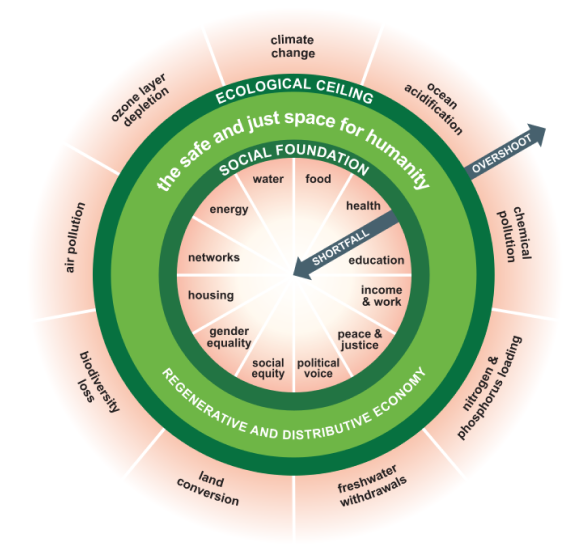 climate
change
ozone layer
depletion
ocean
acidification
ECOLOGICAL CEILING
the safe and just space for humanity
OVERSHOOT
SOCIAL FOUNDATION
water
food
energy
health
air pollution
chemical
pollution
networks
SHORTFALL
education
housing
income
& work
gender
equality
peace &
justice
social
equity
political
voice
biodiversity
loss
nitrogen &
phosphorus loading
REGENERATIVE AND DISTRIBUTIVE ECONOMY
land
conversion
freshwater
withdrawals